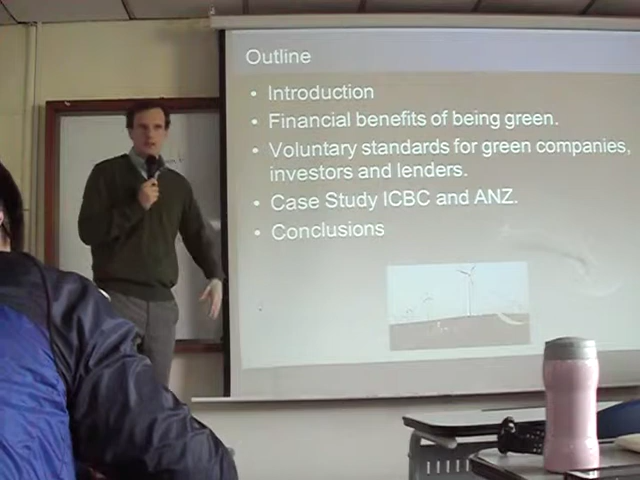 Outline
• Introduction
• Financial benefits of being green.
• Voluntary standards for green companies,
investors and lenders.
• Case Study ICBC and ANZ.
• Conclusions